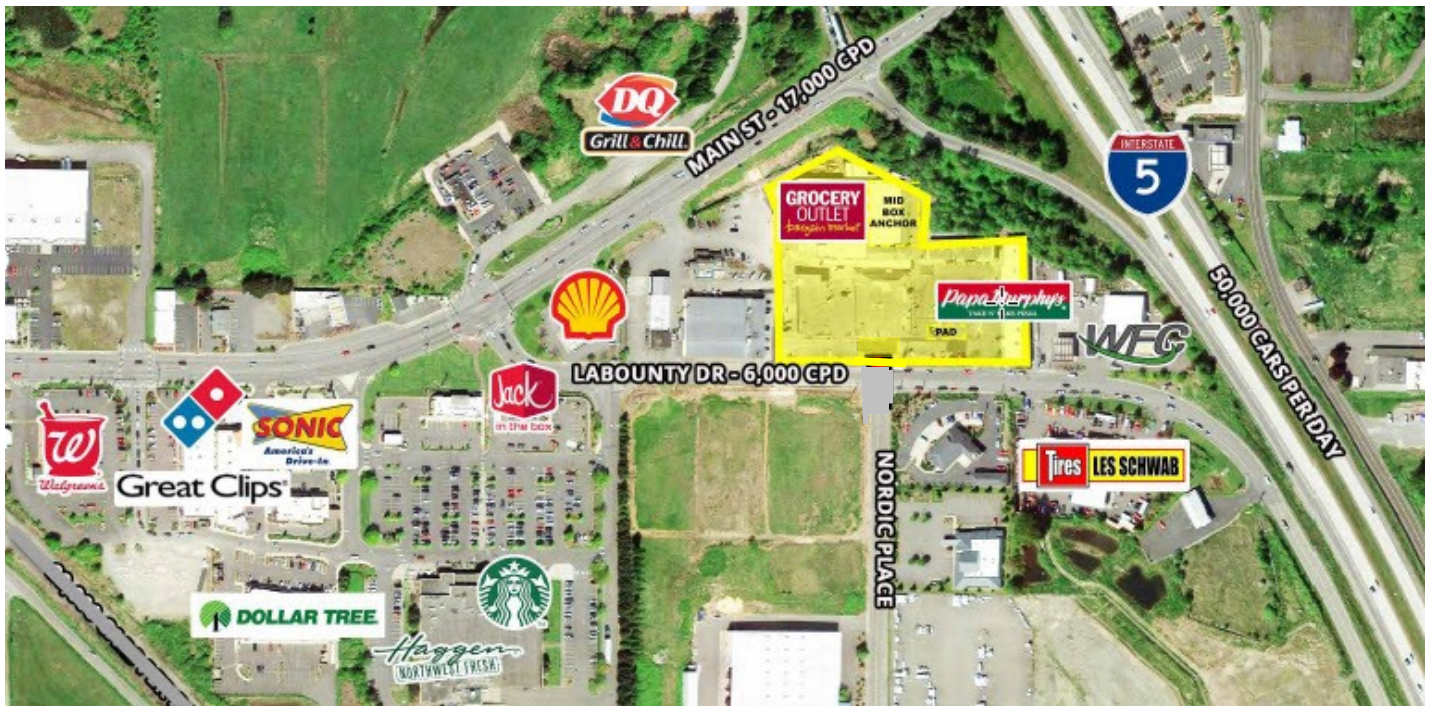 DQ
Grill & Chill
MAIN ST - 17,000 CPD
INTERSTATE
5
GROCERY
OUTLET
bargain market
MID
BOX
ANCHOR
50,000 CARS PER DAY
Papa Murphy's
TAKE 'N' BAKE PIZZA
PAD
WFC
LABOUNTY DR - 6,000 CPD
Jack
in the box
W
Walgreens
SONIC
America's
Drive-In
Great Clips®
Tires LES SCHWAB
NORDIC PLACE
DOLLAR TREE
Haggen
NORTHWEST FRESH